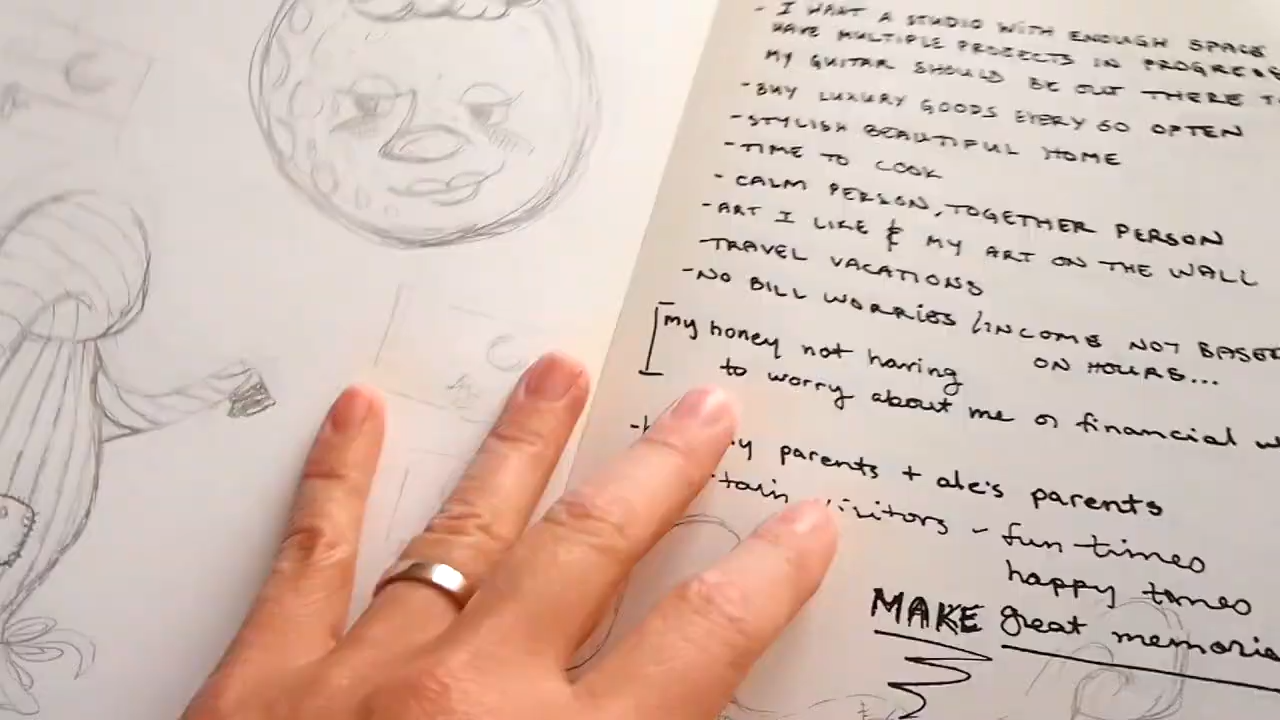 - I WANT A STUDIO WITH ENOUGH SPACE
HAVE MULTIPLE PROJECTS IN PROGRESS
MY GUITAR SHOULD BE OUT THERE
- BUY LUXURY GOODS EVERY SO OFTEN
- STYLISH BEAUTIFUL HOME
- TIME TO COOK
- CALM PERSON, TOGETHER PERSON
- ART I LIKE & MY ART ON THE WALL
- TRAVEL VACATIONS
- NO BILL WORRIES / INCOME NOT BASED
ON HOURS...
[my honey not having
to worry about me or financial
parents + ale's parents
visitors - fun times
happy times
MAKE great memories